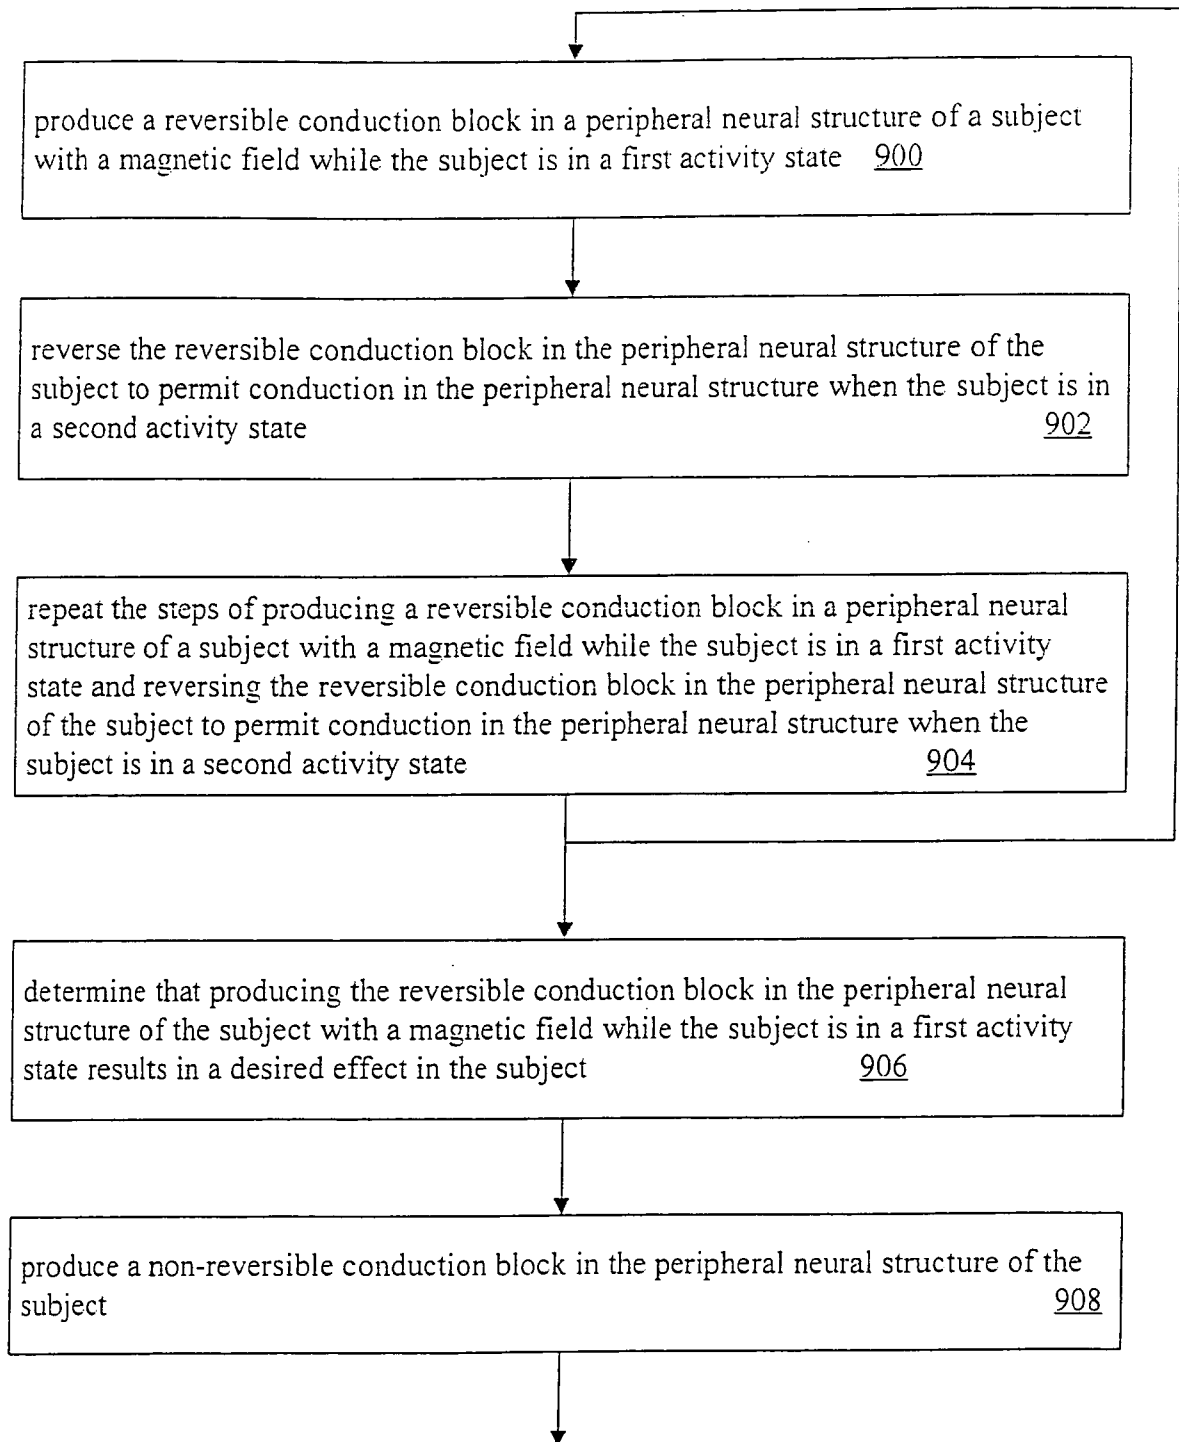 produce a reversible conduction block in a peripheral neural structure of a subject
with a magnetic field while the subject is in a first activity state 900
reverse the reversible conduction block in the peripheral neural structure of the
subject to permit conduction in the peripheral neural structure when the subject is in
a second activity state 902
repeat the steps of producing a reversible conduction block in a peripheral neural
structure of a subject with a magnetic field while the subject is in a first activity
state and reversing the reversible conduction block in the peripheral neural structure
of the subject to permit conduction in the peripheral neural structure when the
subject is in a second activity state 904
determine that producing the reversible conduction block in the peripheral neural
structure of the subject with a magnetic field while the subject is in a first activity
state results in a desired effect in the subject 906
produce a non-reversible conduction block in the peripheral neural structure of the
subject 908